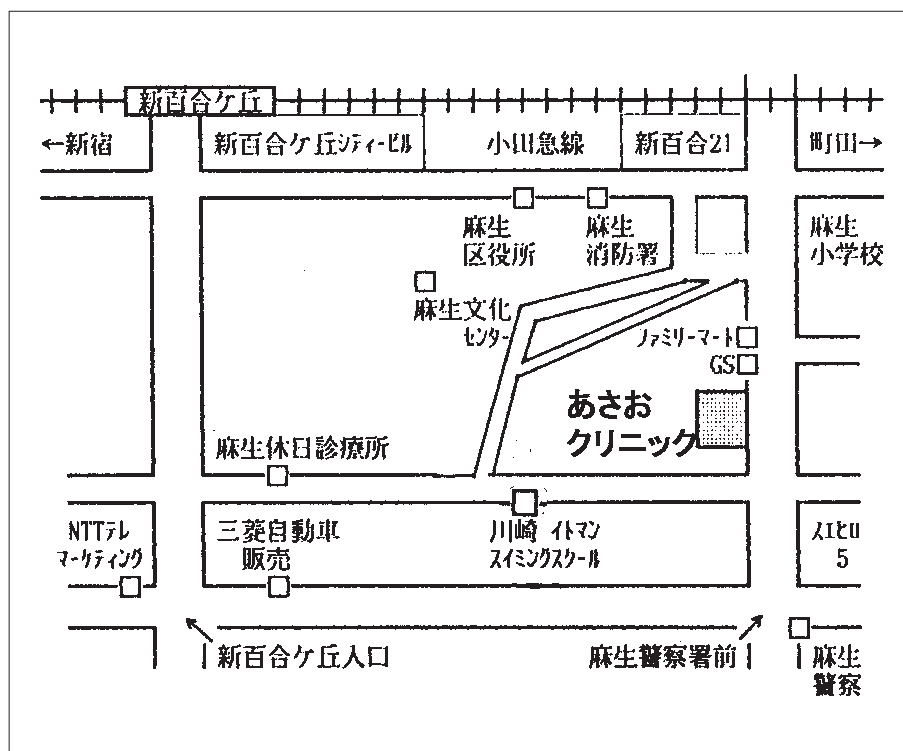 新百合ケ丘
←新宿
新百合ケ丘シティービル
小田急線
新百合21
町田→
麻生
区役所
麻生
消防署
麻生
小学校
麻生文化
センター
ファミリーマート
GS
あさお
クリニック
麻生休日診療所
NTTテレ
マーケティング
三菱自動車
販売
川崎 イトマン
スイミングスクール
スエヒロ
5
新百合ケ丘入口
麻生警察署前
麻生
警察